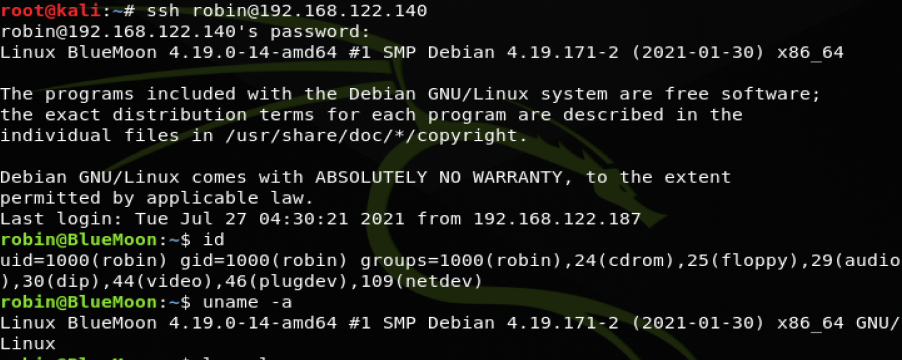 root@kali:~# ssh robin@192.168.122.140
robin@192.168.122.140's password:
Linux BlueMoon 4.19.0-14-amd64 #1 SMP Debian 4.19.171-2 (2021-01-30) x86_64
The programs included with the Debian GNU/Linux system are free software;
the exact distribution terms for each program are described in the
individual files in /usr/share/doc/*/copyright.
Debian GNU/Linux comes with ABSOLUTELY NO WARRANTY, to the extent
permitted by applicable law.
Last login: Tue Jul 27 04:30:21 2021 from 192.168.122.187
robin@BlueMoon:~$ id
uid=1000(robin) gid=1000(robin) groups=1000(robin),24(cdrom),25(floppy),29(audio
),30(dip),44(video),46(plugdev),109(netdev)
robin@BlueMoon:~$ uname -a
Linux BlueMoon 4.19.0-14-amd64 #1 SMP Debian 4.19.171-2 (2021-01-30) x86_64 GNU/
Linux